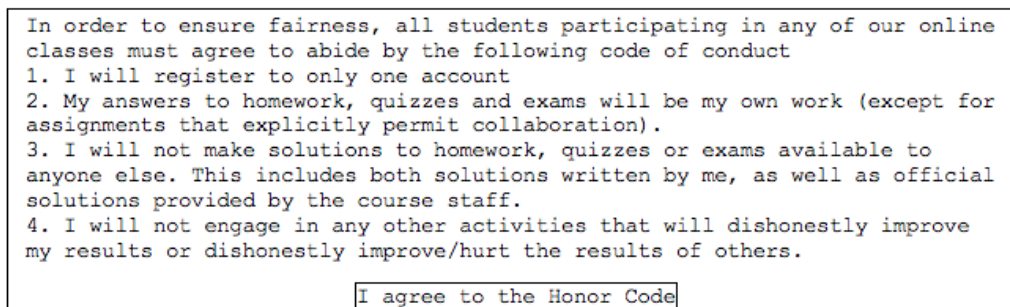 In order to ensure fairness, all students participating in any of our online
classes must agree to abide by the following code of conduct
1. I will register to only one account
2. My answers to homework, quizzes and exams will be my own work (except for
assignments that explicitly permit collaboration).
3. I will not make solutions to homework, quizzes or exams available to
anyone else. This includes both solutions written by me, as well as official
solutions provided by the course staff.
4. I will not engage in any other activities that will dishonestly improve
my results or dishonestly improve/hurt the results of others.
I agree to the Honor Code